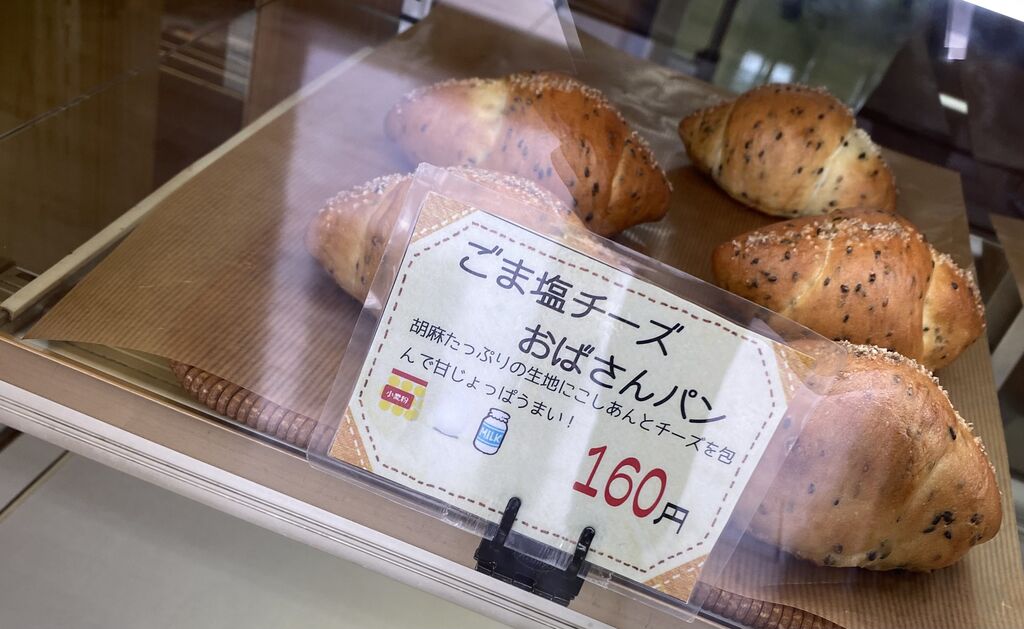 ごま塩チーズ
おばさんパン
胡麻たっぷりの生地にこしあんとチーズを包
んで甘じょっぱうまい！
小麦粉
MILK
160円